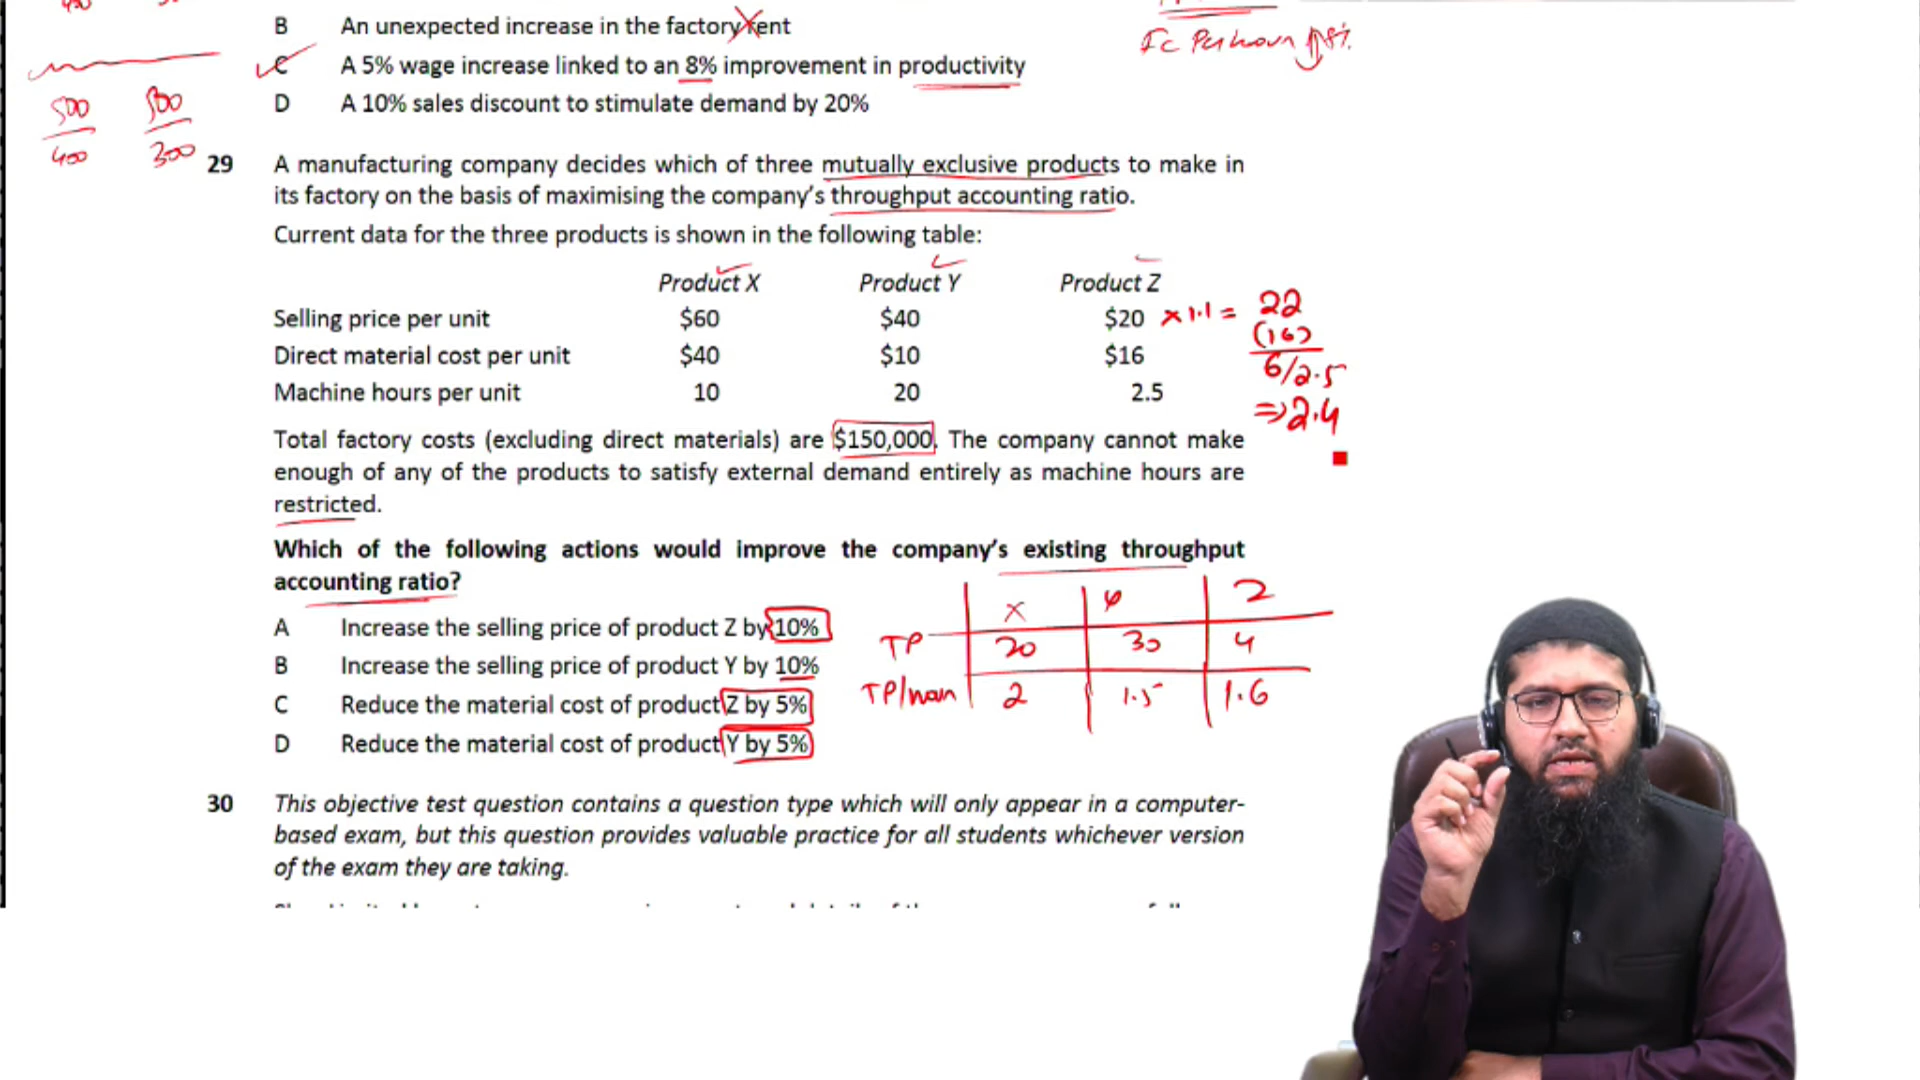 B An unexpected increase in the factory rent
Ic Per hour
C A 5% wage increase linked to an 8% improvement in productivity
D A 10% sales discount to stimulate demand by 20%
500 500
400 300
29 A manufacturing company decides which of three mutually exclusive products to make in
its factory on the basis of maximising the company's throughput accounting ratio.
Current data for the three products is shown in the following table:
Product X Product Y Product Z
Selling price per unit $60 $40 $20 x 1.1 = 22
(16)
Direct material cost per unit $40 $10 $16
6/2.5
Machine hours per unit 10 20 2.5
⇒ 2.4
Total factory costs (excluding direct materials) are $150,000. The company cannot make
enough of any of the products to satisfy external demand entirely as machine hours are
restricted.
Which of the following actions would improve the company's existing throughput
accounting ratio?
X Y Z
A Increase the selling price of product Z by 10%
TP 20 30 4
B Increase the selling price of product Y by 10%
TP/hour 2 1.5 1.6
C Reduce the material cost of product Z by 5%
D Reduce the material cost of product Y by 5%
30 This objective test question contains a question type which will only appear in a computer-
based exam, but this question provides valuable practice for all students whichever version
of the exam they are taking.